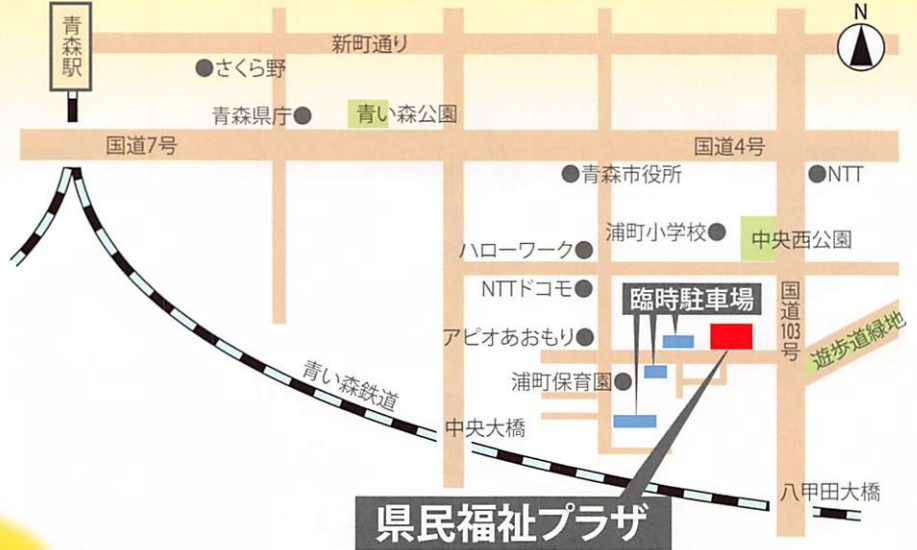 N
青森駅
新町通り
さくら野
青森県庁
青い森公園
国道7号
国道4号
青森市役所
NTT
浦町小学校
中央西公園
ハローワーク
NTTドコモ
臨時駐車場
国道103号
アピオあおもり
遊歩道緑地
浦町保育園
青い森鉄道
中央大橋
八甲田大橋
県民福祉プラザ